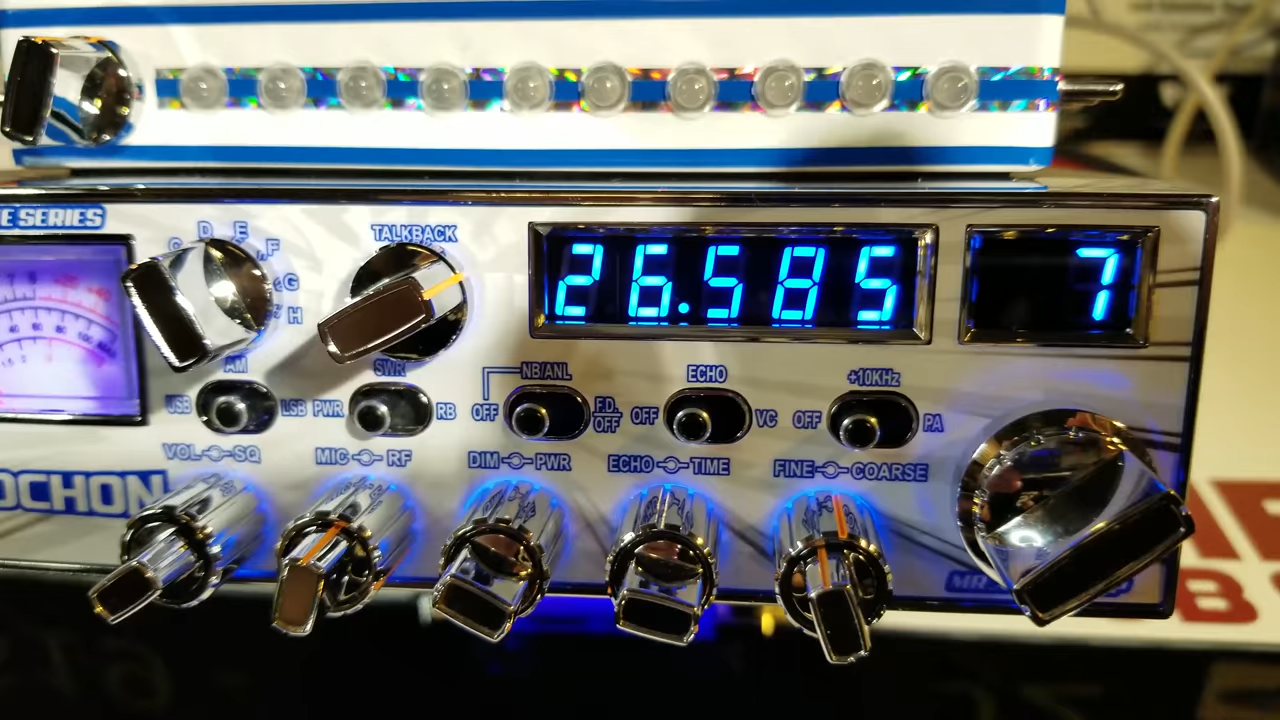 E SERIES
D E F G H
TALKBACK
26.585
7
AM
USB LSB
SWR
PWR RB
NB/ANL
OFF F.D. OFF
ECHO
OFF VC
+10KHz
OFF PA
VOL SQ
MIC RF
DIM PWR
ECHO TIME
FINE COARSE
OCHON